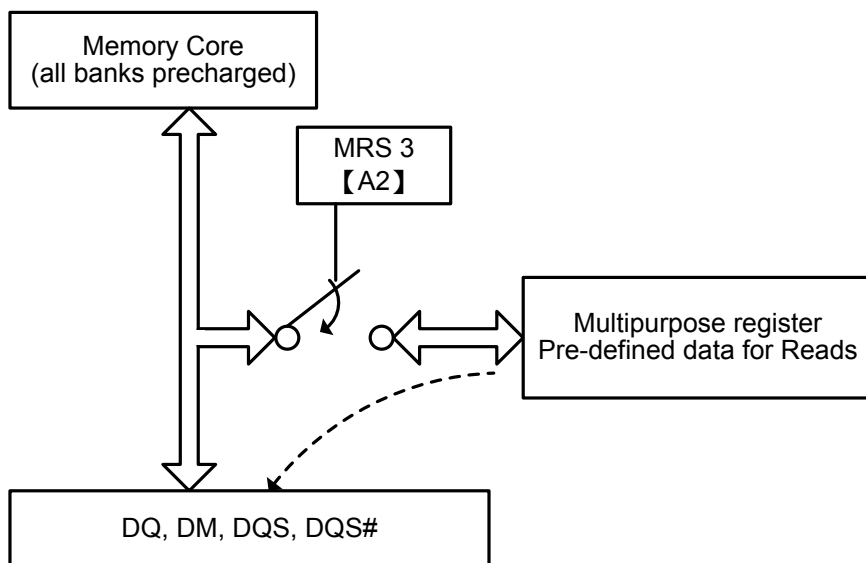 Memory Core
(all banks precharged)
MRS 3
【A2】
Multipurpose register
Pre-defined data for Reads
DQ, DM, DQS, DQS#